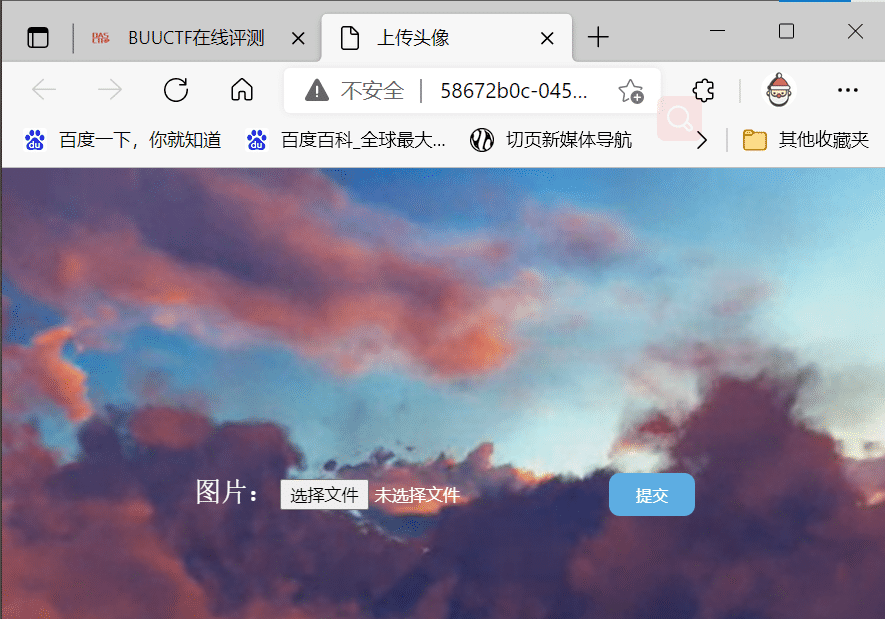 BUUCTF在线评测
上传头像
不安全 58672b0c-045...
百度一下，你就知道 百度百科_全球最大... 切页新媒体导航 其他收藏夹
图片： 选择文件 未选择文件 提交